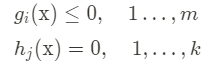 gᵢ(x) ≤ 0, 1…, m
hⱼ(x) = 0, 1,…, k